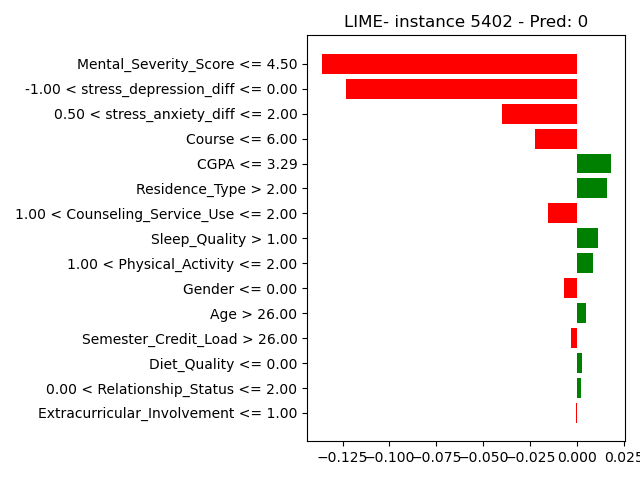 LIME- instance 5402 - Pred: 0
Mental_Severity_Score <= 4.50
-1.00 < stress_depression_diff <= 0.00
0.50 < stress_anxiety_diff <= 2.00
Course <= 6.00
CGPA <= 3.29
Residence_Type > 2.00
1.00 < Counseling_Service_Use <= 2.00
Sleep_Quality > 1.00
1.00 < Physical_Activity <= 2.00
Gender <= 0.00
Age > 26.00
Semester_Credit_Load > 26.00
Diet_Quality <= 0.00
0.00 < Relationship_Status <= 2.00
Extracurricular_Involvement <= 1.00
−0.125 −0.100 −0.075 −0.050 −0.025 0.000 0.025